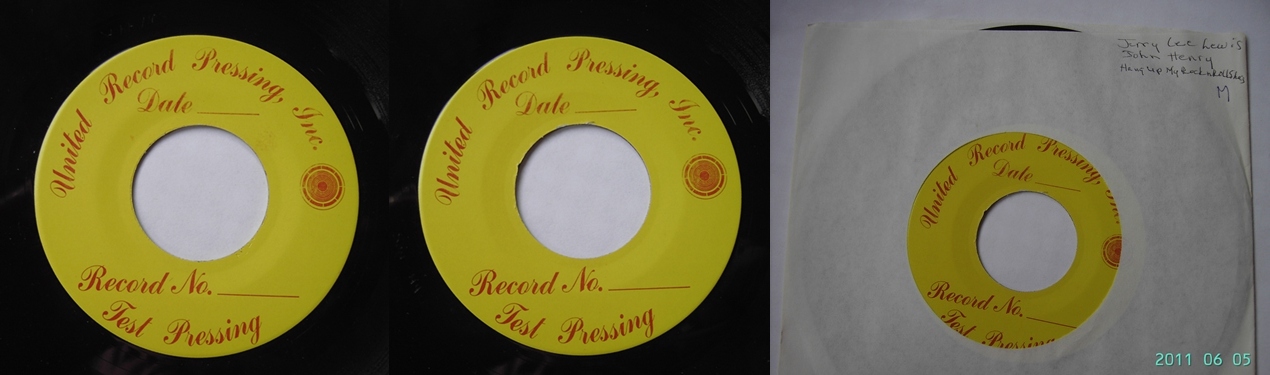 United Record Pressing, Inc.
Date
Record No.
Test Pressing
United Record Pressing, Inc.
Date
Record No.
Test Pressing
Jerry Lee Lewis
John Henry
Hang Up My Rock n Roll Shoes
M
United Record Pressing, Inc.
Date
Record No.
Test Pressing
2011 06 05